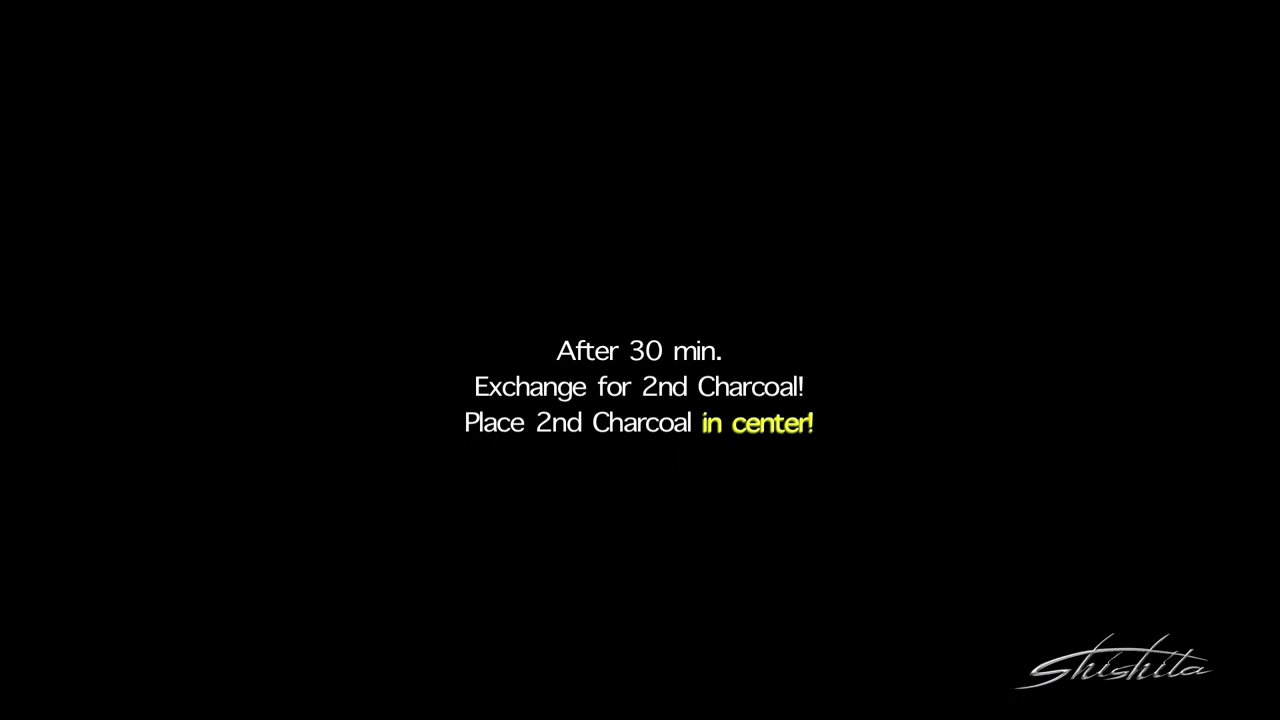 After 30 min.
Exchange for 2nd Charcoal!
Place 2nd Charcoal in center!
Shishita